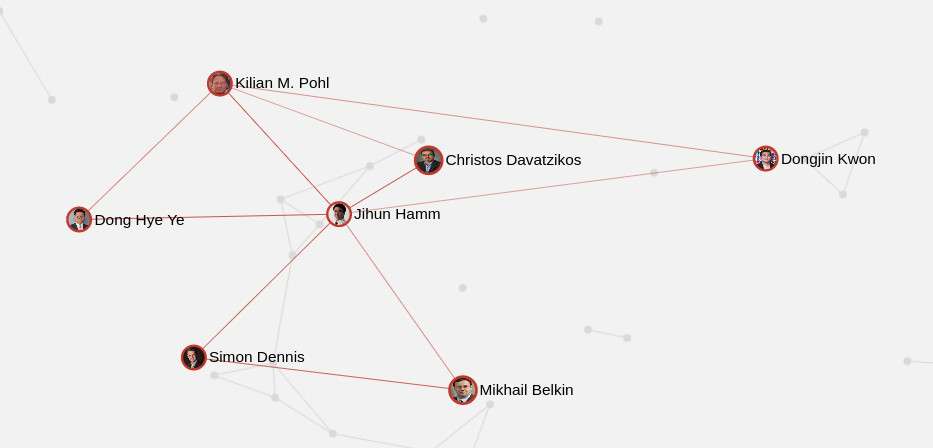 Kilian M. Pohl
Christos Davatzikos
Dongjin Kwon
Jihun Hamm
Dong Hye Ye
Simon Dennis
Mikhail Belkin